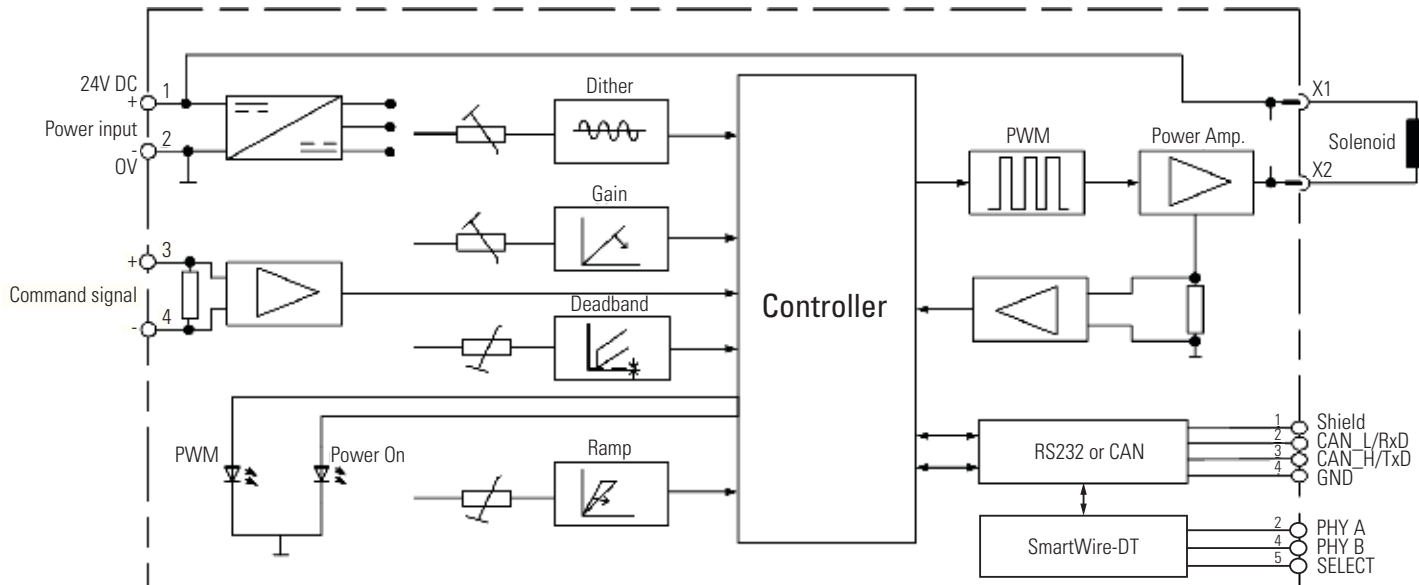 24V DC
+
1
Power input
2
-
0V
Dither
Gain
+
3
Command signal
4
-
Deadband
PWM
Power On
Ramp
Controller
PWM
Power Amp.
X1
Solenoid
X2
RS232 or CAN
1
Shield
2
CAN_L/RxD
3
CAN_H/TxD
4
GND
SmartWire-DT
2
PHY A
4
PHY B
5
SELECT